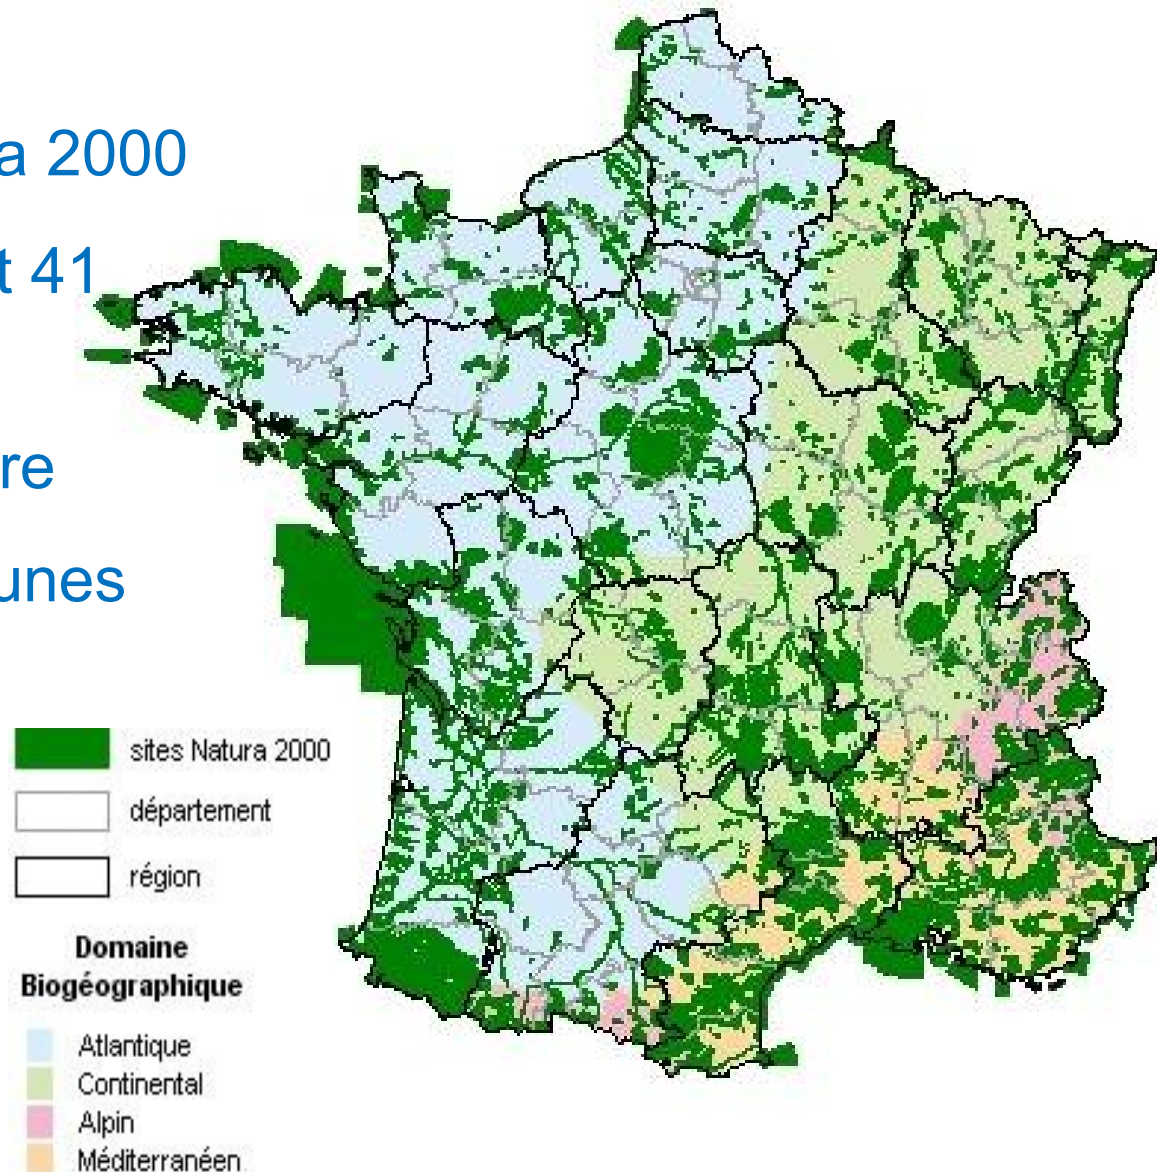 a 2000
t 41
re
unes
sites Natura 2000
département
région
Domaine
Biogéographique
Atlantique
Continental
Alpin
Méditerranéen